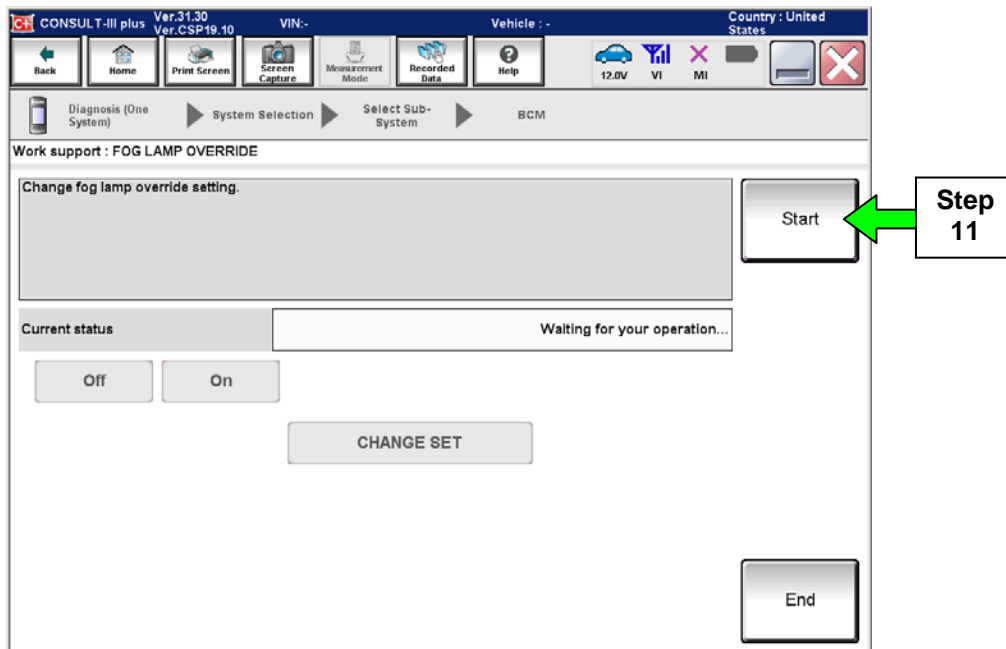 CONSULT-III plus Ver.31.30 VIN:- Vehicle : - Country : United
Ver.CSP19.10 States
Back Home Print Screen Screen Capture Measurement Mode Recorded Data Help 12.0V VI MI
Diagnosis (One System) System Selection Select Sub-System BCM
Work support : FOG LAMP OVERRIDE
Change fog lamp override setting.
Start
Step
11
Current status Waiting for your operation...
Off On
CHANGE SET
End